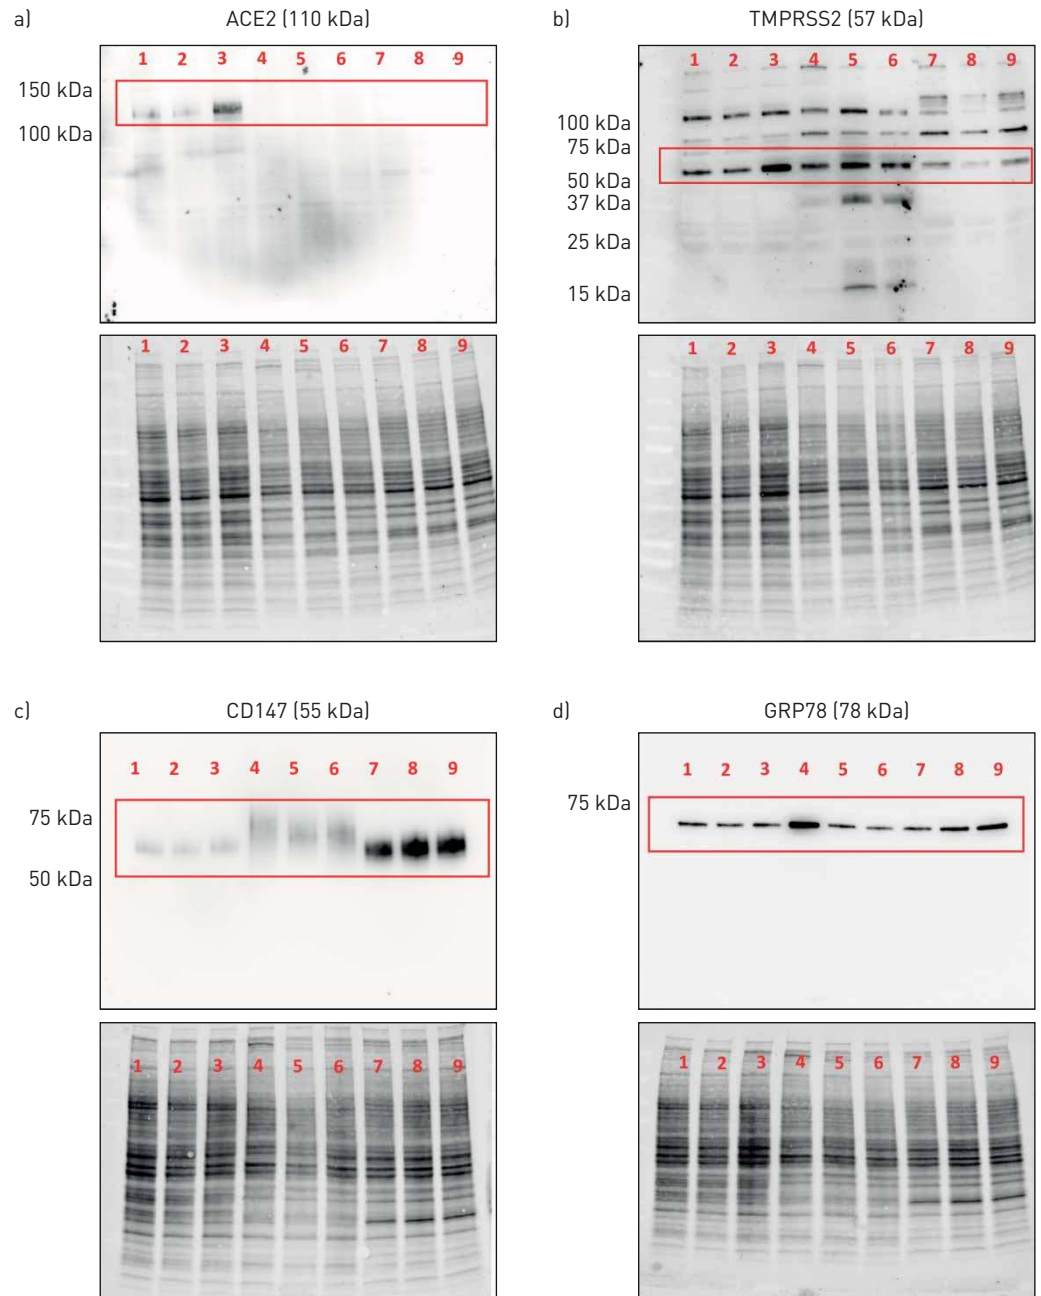 a)
ACE2 (110 kDa)
1 2 3 4 5 6 7 8 9
150 kDa
100 kDa
1 2 3 4 5 6 7 8 9
b)
TMPRSS2 (57 kDa)
1 2 3 4 5 6 7 8 9
100 kDa
75 kDa
50 kDa
37 kDa
25 kDa
15 kDa
1 2 3 4 5 6 7 8 9
c)
CD147 (55 kDa)
1 2 3 4 5 6 7 8 9
75 kDa
50 kDa
1 2 3 4 5 6 7 8 9
d)
GRP78 (78 kDa)
1 2 3 4 5 6 7 8 9
75 kDa
1 2 3 4 5 6 7 8 9